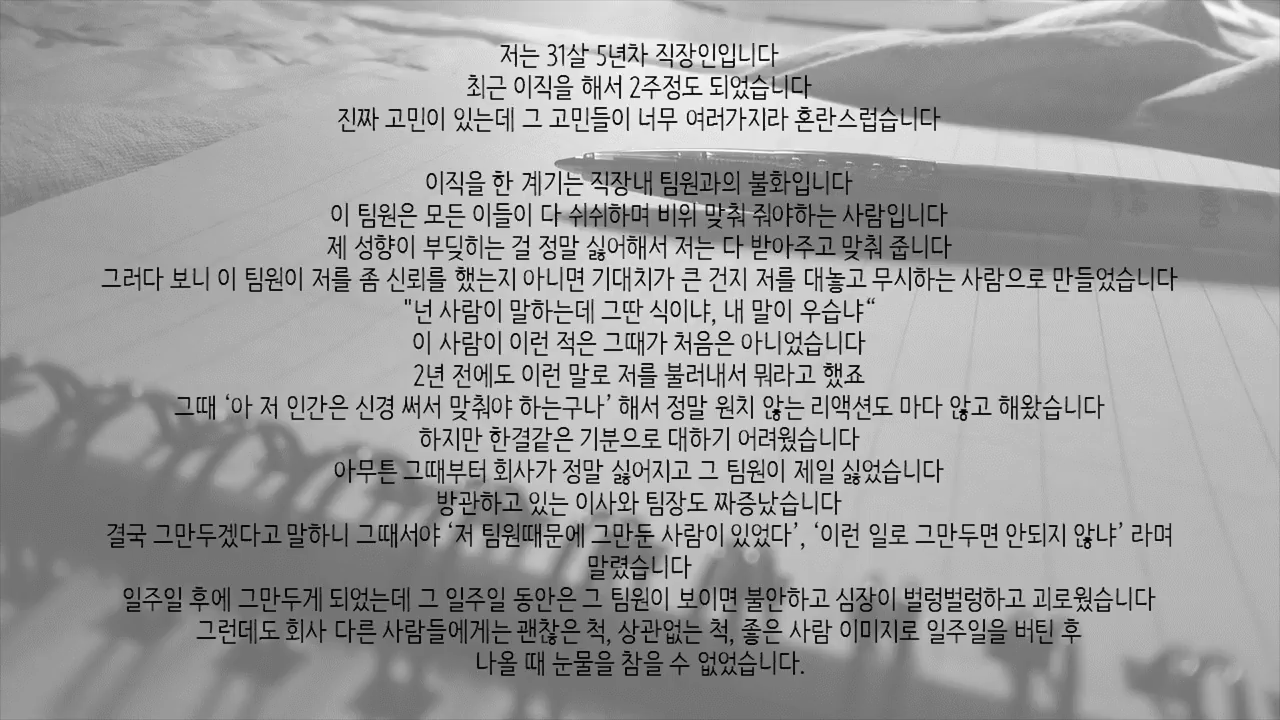 저는 31살 5년차 직장인입니다
최근 이직을 해서 2주정도 되었습니다
진짜 고민이 있는데 그 고민들이 너무 여러가지라 혼란스럽습니다
이직을 한 계기는 직장내 팀원과의 불화입니다
이 팀원은 모든 이들이 다 쉬쉬하며 비위 맞춰 줘야하는 사람입니다
제 성향이 부딪히는 걸 정말 싫어해서 저는 다 받아주고 맞춰 줍니다
그러다 보니 이 팀원이 저를 좀 신뢰를 했는지 아니면 기대치가 큰 건지 저를 대놓고 무시하는 사람으로 만들었습니다
"넌 사람이 말하는데 그딴 식이냐, 내 말이 우습냐“
이 사람이 이런 적은 그때가 처음은 아니었습니다
2년 전에도 이런 말로 저를 불러내서 뭐라고 했죠
그때 ‘아 저 인간은 신경 써서 맞춰야 하는구나’ 해서 정말 원치 않는 리액션도 마다 않고 해왔습니다
하지만 한결같은 기분으로 대하기 어려웠습니다
아무튼 그때부터 회사가 정말 싫어지고 그 팀원이 제일 싫었습니다
방관하고 있는 이사와 팀장도 짜증났습니다
결국 그만두겠다고 말하니 그때서야 ‘저 팀원때문에 그만둔 사람이 있었다’, ‘이런 일로 그만두면 안되지 않냐’ 라며
말렸습니다
일주일 후에 그만두게 되었는데 그 일주일 동안은 그 팀원이 보이면 불안하고 심장이 벌렁벌렁하고 괴로웠습니다
그런데도 회사 다른 사람들에게는 괜찮은 척, 상관없는 척, 좋은 사람 이미지로 일주일을 버틴 후
나올 때 눈물을 참을 수 없었습니다.